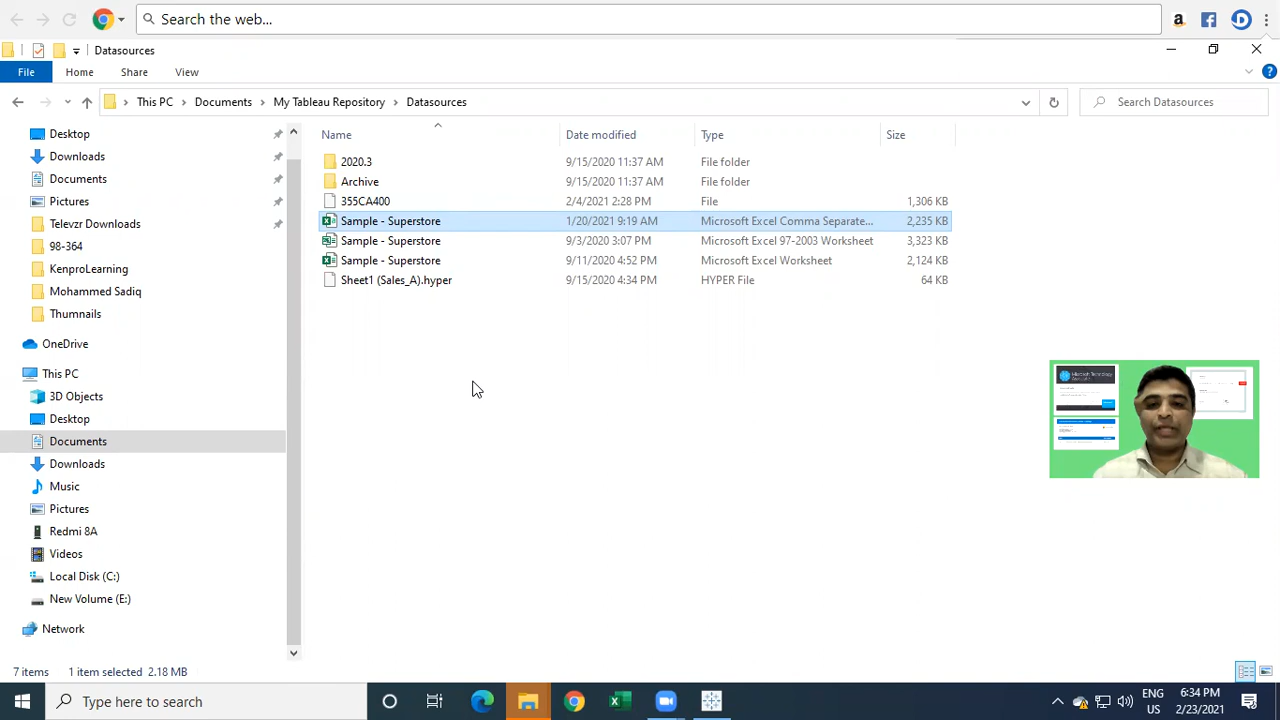 Search the web...
Datasources
File Home Share View
This PC Documents My Tableau Repository Datasources
Search Datasources
Name Date modified Type Size
2020.3 9/15/2020 11:37 AM File folder
Archive 9/15/2020 11:37 AM File folder
355CA400 2/4/2021 2:28 PM File 1,306 KB
Sample - Superstore 1/20/2021 9:19 AM Microsoft Excel Comma Separate... 2,235 KB
Sample - Superstore 9/3/2020 3:07 PM Microsoft Excel 97-2003 Worksheet 3,323 KB
Sample - Superstore 9/11/2020 4:52 PM Microsoft Excel Worksheet 2,124 KB
Sheet1 (Sales_A).hyper 9/15/2020 4:34 PM HYPER File 64 KB
Desktop
Downloads
Documents
Pictures
Televzr Downloads
98-364
KenproLearning
Mohammed Sadiq
Thumnails
OneDrive
This PC
3D Objects
Desktop
Documents
Downloads
Music
Pictures
Redmi 8A
Videos
Local Disk (C:)
New Volume (E:)
Network
7 items 1 item selected 2.18 MB
Type here to search
ENG
US
6:34 PM
2/23/2021